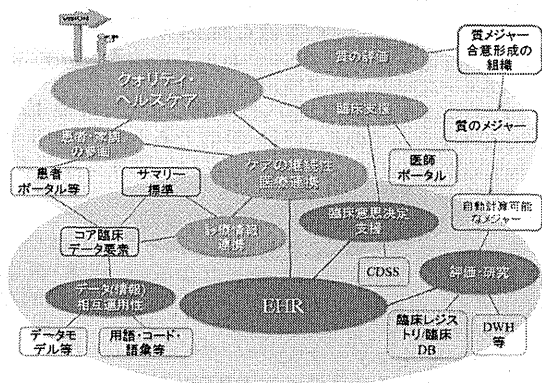 VISION
質の評価
質メジャー
合意形成の
組織
クオリティ・
ヘルスケア
臨床支援
質のメジャー
患者・家族
の参画
ケアの継続性
医療連携
医師
ポータル
患者
ポータル等
サマリー
標準
自動計算可能
なメジャー
コア臨床
データ要素
診療情報
連携
臨床意思決定
支援
CDSS
評価・研究
データ(情報)
相互運用性
EHR
臨床レジス
トリ/臨床
DB
DWH
等
データモ
デル等
用語・コード・
語彙等